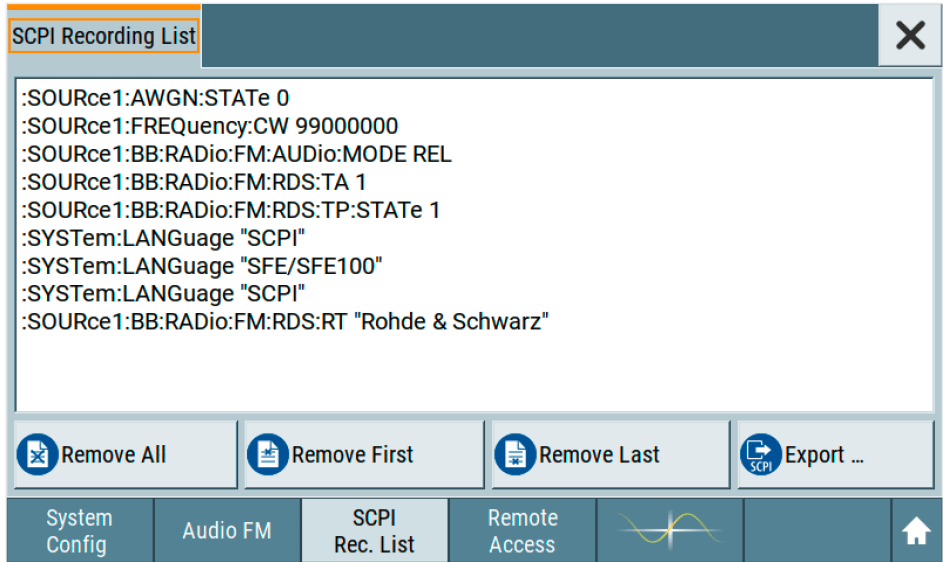 SCPI Recording List
:SOURce1:AWGN:STATe 0
:SOURce1:FREQuency:CW 99000000
:SOURce1:BB:RADio:FM:AUDio:MODE REL
:SOURce1:BB:RADio:FM:RDS:TA 1
:SOURce1:BB:RADio:FM:RDS:TP:STATe 1
:SYSTem:LANGuage "SCPI"
:SYSTem:LANGuage "SFE/SFE100"
:SYSTem:LANGuage "SCPI"
:SOURce1:BB:RADio:FM:RDS:RT "Rohde & Schwarz"
Remove All
Remove First
Remove Last
SCPI
Export ...
System
Config
Audio FM
SCPI
Rec. List
Remote
Access